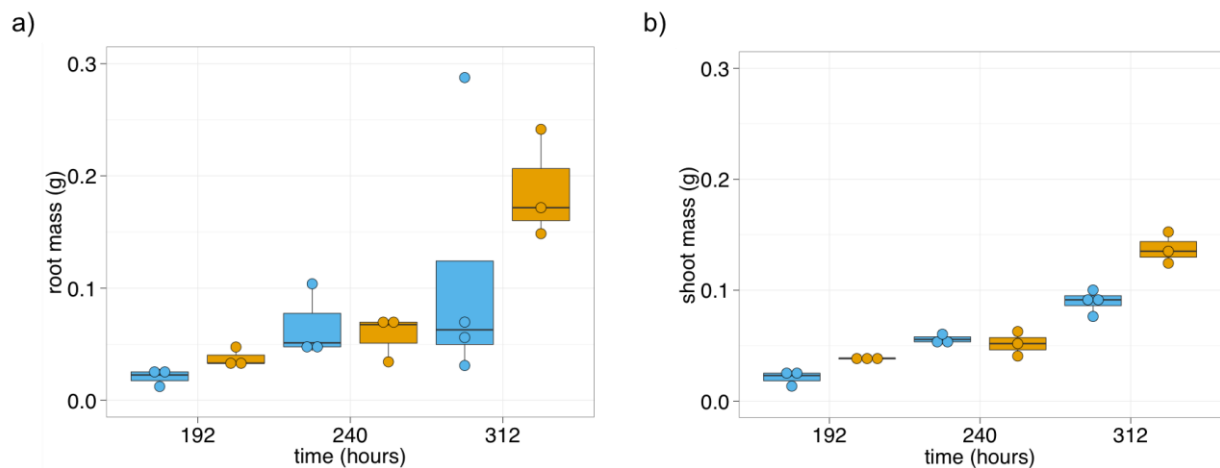 a)
0.3
0.2
0.1
0.0
root mass (g)
192 240 312
time (hours)
b)
0.3
0.2
0.1
0.0
shoot mass (g)
192 240 312
time (hours)